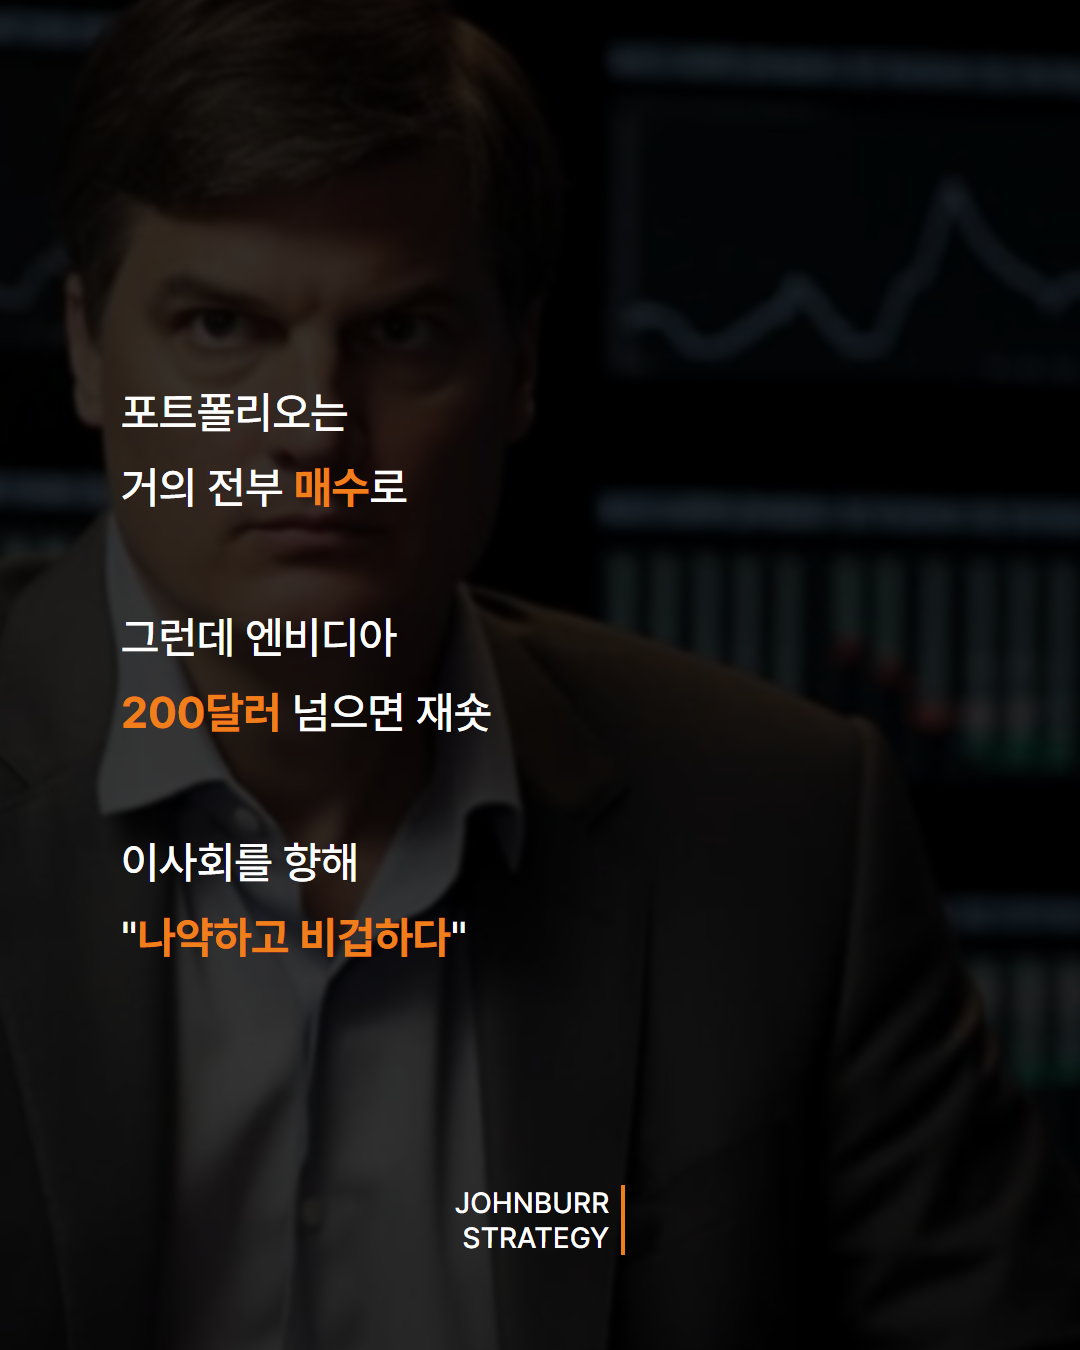 포트폴리오는
거의 전부 매수로
그런데 엔비디아
200달러 넘으면 재숏
이사회를 향해
"나약하고 비겁하다"
JOHNBURR
STRATEGY